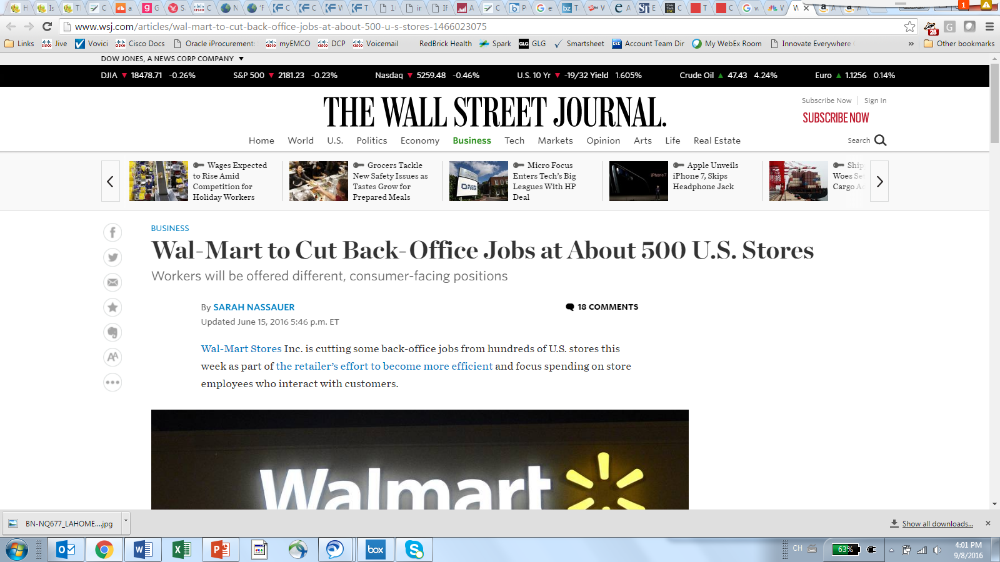 www.wsj.com/articles/wal-mart-to-cut-back-office-jobs-at-about-500-u-s-stores-1466023075
Links Jive Vovici Cisco Docs Oracle iProcurement myEMCO DCP Voicemail RedBrick Health Spark GLG GLG Smartsheet Account Team Dir My WebEx Room Innovate Everywhere » Other bookmarks
DOW JONES, A NEWS CORP COMPANY ▼
DJIA ▼ 18478.71 -0.26% S&P 500 ▼ 2181.23 -0.23% Nasdaq ▼ 5259.48 -0.46% U.S. 10 Yr ▼ -19/32 Yield 1.605% Crude Oil ▲ 47.43 4.24% Euro ▲ 1.1256 0.14%
Subscribe Now | Sign In
THE WALL STREET JOURNAL.
SUBSCRIBE NOW
Home World U.S. Politics Economy Business Tech Markets Opinion Arts Life Real Estate
Search
Wages Expected
to Rise Amid
Competition for
Holiday Workers
Grocers Tackle
New Safety Issues as
Tastes Grow for
Prepared Meals
Micro Focus
Enters Tech's Big
Leagues With HP
Deal
Apple Unveils
iPhone 7, Skips
Headphone Jack
Ship
Woes Set
Cargo A
BUSINESS
Wal-Mart to Cut Back-Office Jobs at About 500 U.S. Stores
Workers will be offered different, consumer-facing positions
By SARAH NASSAUER
18 COMMENTS
Updated June 15, 2016 5:46 p.m. ET
Wal-Mart Stores Inc. is cutting some back-office jobs from hundreds of U.S. stores this
week as part of the retailer's effort to become more efficient and focus spending on store
employees who interact with customers.
Walmart
BN-NQ677_LAHOME....jpg
Show all downloads...
CH
63%
4:01 PM
9/8/2016